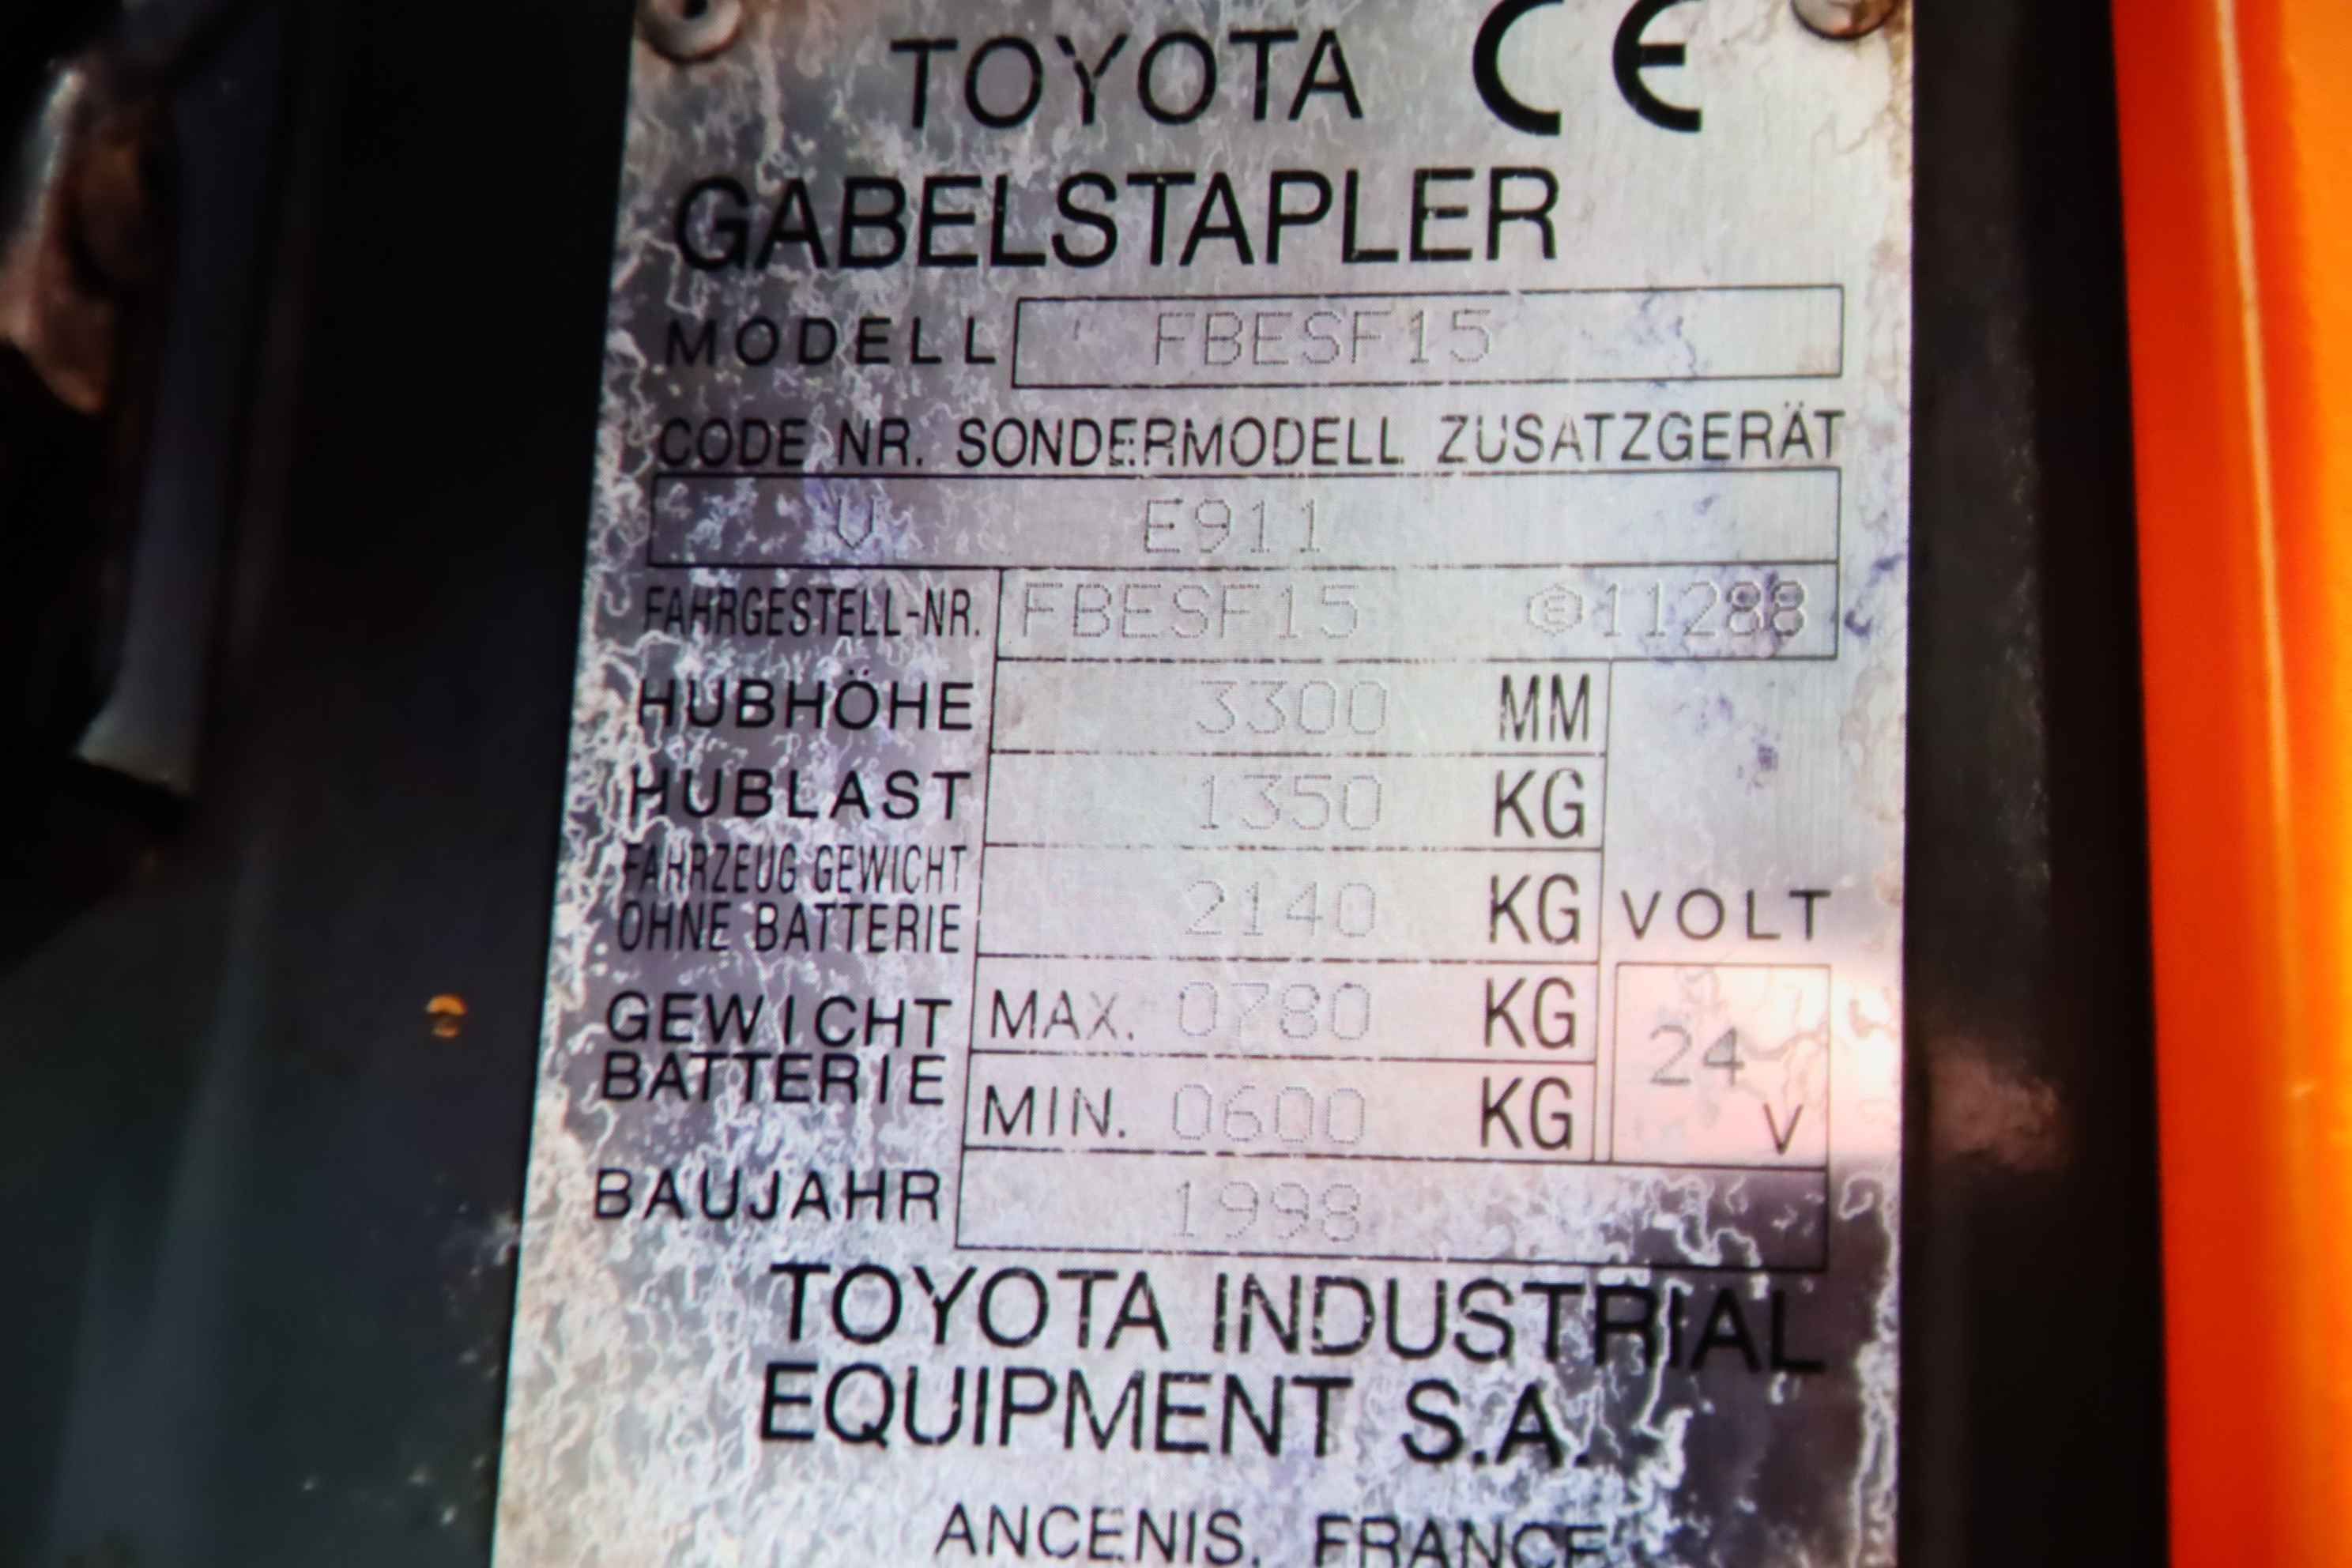 TOYOTA CE
GABELSTAPLER
MODELL FBESF15
CODE NR. SONDERMODELL ZUSATZGERÄT
V E911
FAHRGESTELL-NR. FBESF15 Ⓔ11288
HUBHÖHE 3300 MM
HUBLAST 1350 KG
FAHRZEUG GEWICHT
OHNE BATTERIE 2140 KG VOLT
GEWICHT
BATTERIE
MAX. 0780 KG
MIN. 0600 KG
24 V
BAUJAHR 1998
TOYOTA INDUSTRIAL
EQUIPMENT S.A.
ANCENIS, FRANCE